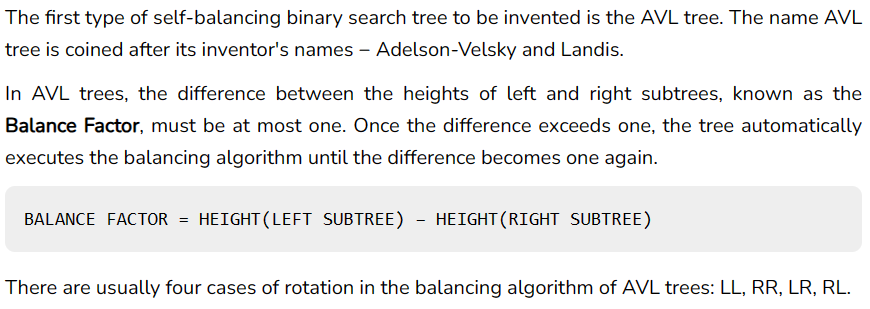 The first type of self-balancing binary search tree to be invented is the AVL tree. The name AVL
tree is coined after its inventor's names − Adelson-Velsky and Landis.
In AVL trees, the difference between the heights of left and right subtrees, known as the
Balance Factor, must be at most one. Once the difference exceeds one, the tree automatically
executes the balancing algorithm until the difference becomes one again.
BALANCE FACTOR = HEIGHT(LEFT SUBTREE) − HEIGHT(RIGHT SUBTREE)
There are usually four cases of rotation in the balancing algorithm of AVL trees: LL, RR, LR, RL.